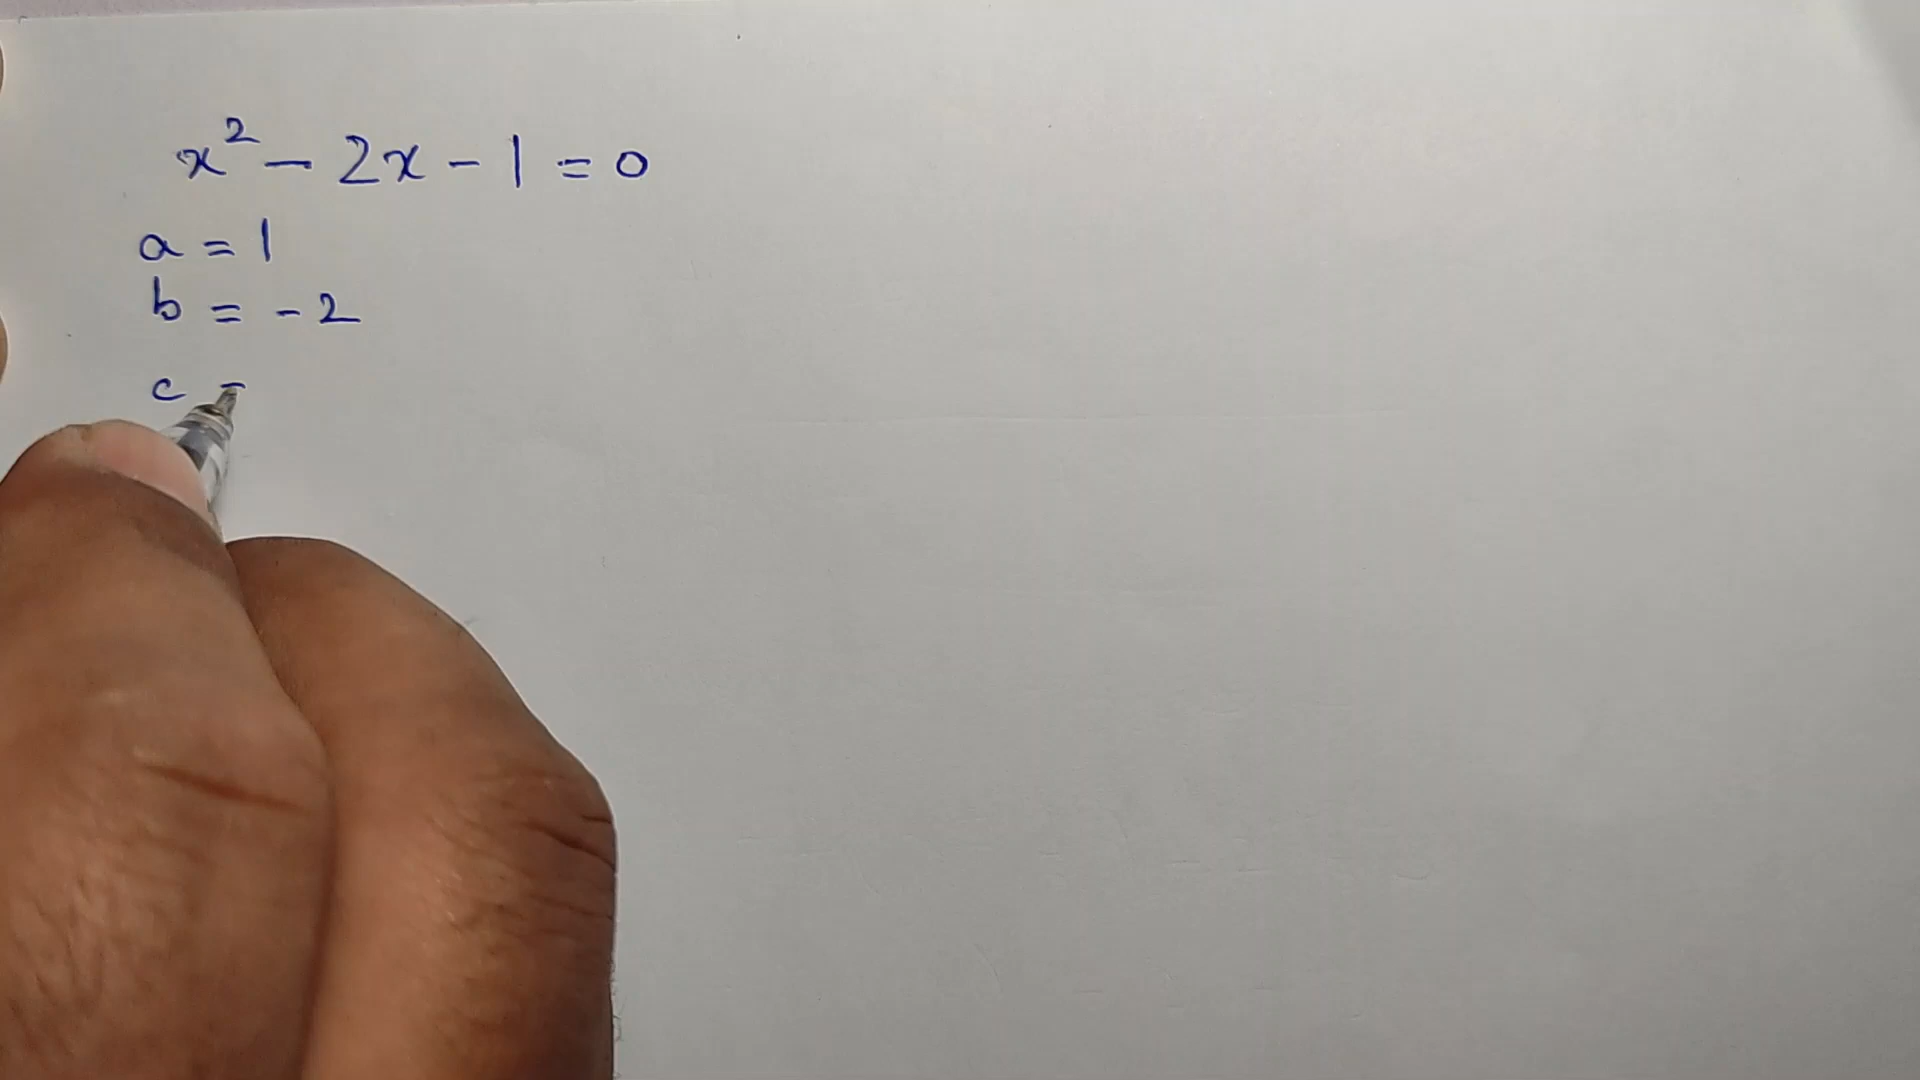 x² - 2x - 1 = 0
a = 1
b = - 2
c =